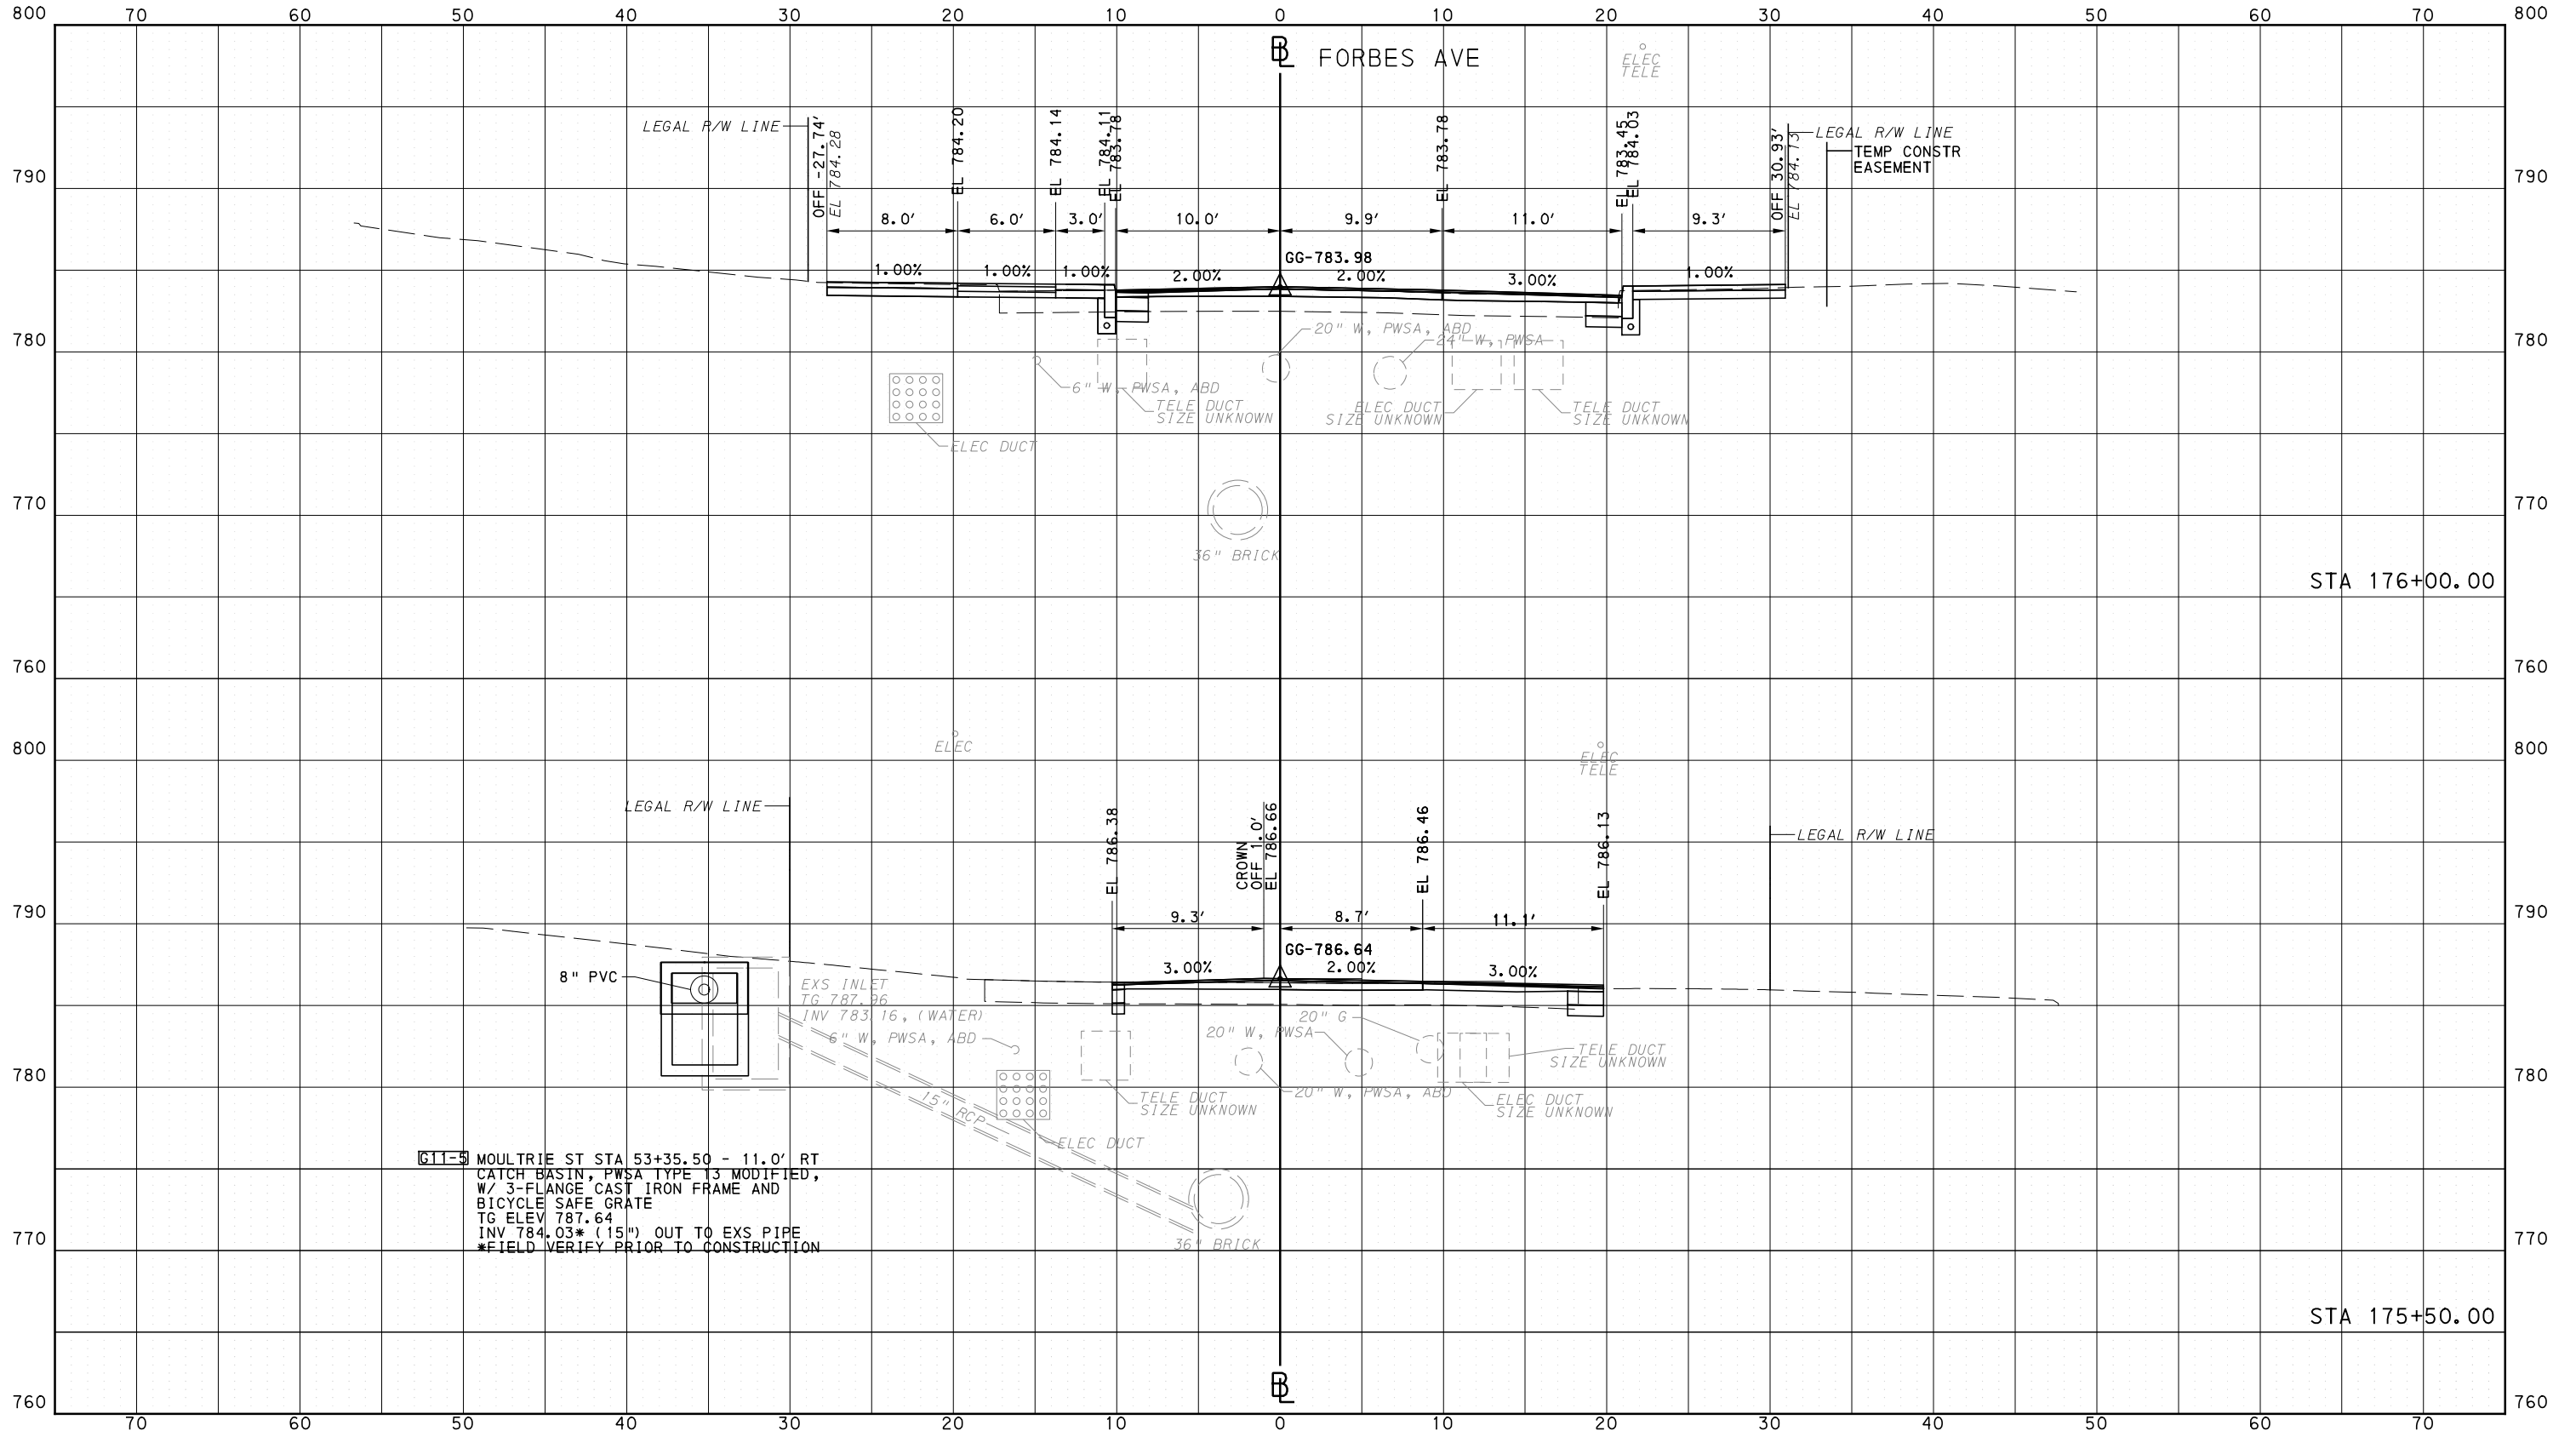 800 70 60 50 40 30 20 10 0 10 20 30 40 50 60 70 800
BL FORBES AVE
ELEC
TELE
LEGAL R/W LINE
OFF -27.74'
EL 784.28
EL 784.20
EL 784.14
EL 784.11
EL 783.78
EL 783.78
EL 783.45
EL 784.03
OFF 30.93'
EL 784.13
LEGAL R/W LINE
TEMP CONSTR
EASEMENT
790 790
8.0' 6.0' 3.0' 10.0' 9.9' 11.0' 9.3'
GG-783.98
1.00% 1.00% 1.00% 2.00% 2.00% 3.00% 1.00%
780 780
20" W, PWSA, ABD
24" W, PWSA
6" W, PWSA, ABD
TELE DUCT
SIZE UNKNOWN
ELEC DUCT
SIZE UNKNOWN
TELE DUCT
SIZE UNKNOWN
ELEC DUCT
770 770
36" BRICK
STA 176+00.00
760 760
800 800
ELEC
ELEC
TELE
LEGAL R/W LINE
EL 786.38
CROWN
OFF 1.0'
EL 786.66
EL 786.46
EL 786.13
LEGAL R/W LINE
790 790
9.3' 8.7' 11.1'
GG-786.64
3.00% 2.00% 3.00%
8" PVC
EXS INLET
TG 787.96
INV 783.16, (WATER)
20" G
20" W, PWSA
6" W, PWSA, ABD
TELE DUCT
SIZE UNKNOWN
780 780
15" RCP
TELE DUCT
SIZE UNKNOWN
20" W, PWSA, ABD
ELEC DUCT
SIZE UNKNOWN
ELEC DUCT
G11-5 MOULTRIE ST STA 53+35.50 - 11.0' RT
CATCH BASIN, PWSA TYPE 13 MODIFIED,
W/ 3-FLANGE CAST IRON FRAME AND
BICYCLE SAFE GRATE
TG ELEV 787.64
INV 784.03* (15") OUT TO EXS PIPE
*FIELD VERIFY PRIOR TO CONSTRUCTION
770 770
36" BRICK
STA 175+50.00
BL
760 760
70 60 50 40 30 20 10 0 10 20 30 40 50 60 70